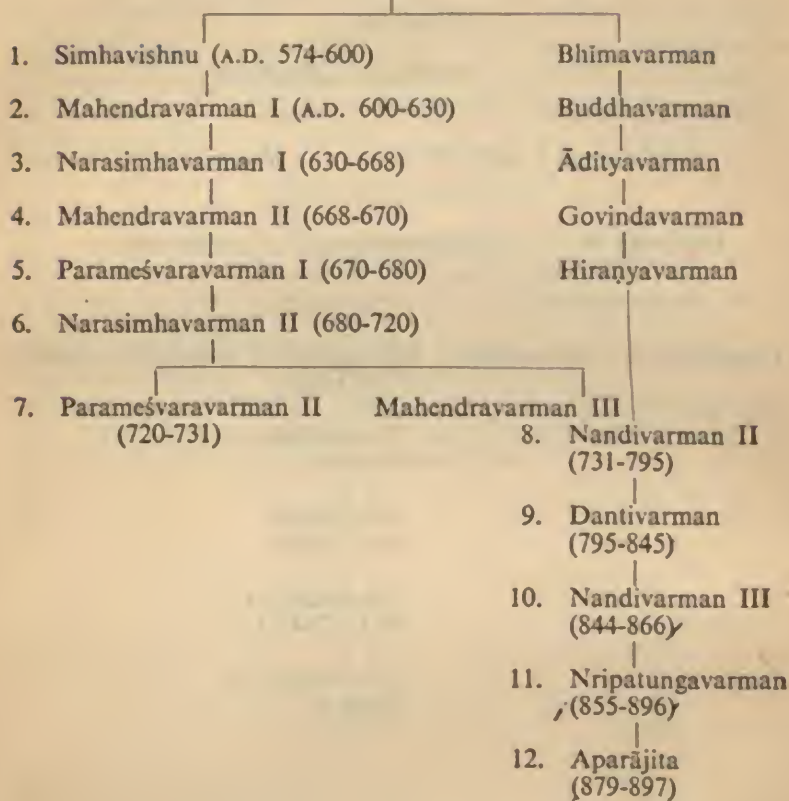 1. Simhavishnu (A.D. 574-600) Bhīmavarman
2. Mahendravarman I (A.D. 600-630) Buddhavarman
3. Narasimhavarman I (630-668) Ādityavarman
4. Mahendravarman II (668-670) Govindavarman
5. Parameśvaravarman I (670-680) Hiraṇyavarman
6. Narasimhavarman II (680-720)
7. Parameśvaravarman II Mahendravarman III
(720-731)
8. Nandivarman II
(731-795)
9. Dantivarman
(795-845)
10. Nandivarman III
(844-866)
11. Nripatungavarman
(855-896)
12. Aparājita
(879-897)